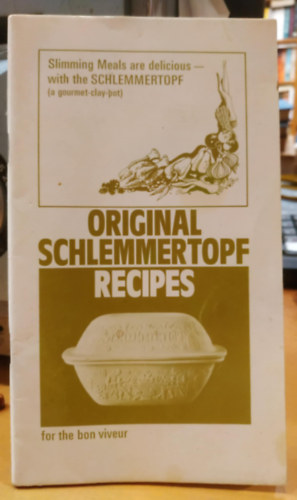 Slimming Meals are delicious —
with the SCHLEMMERTOPF
(a gourmet-clay-pot)
ORIGINAL
SCHLEMMERTOPF
RECIPES
for the bon viveur